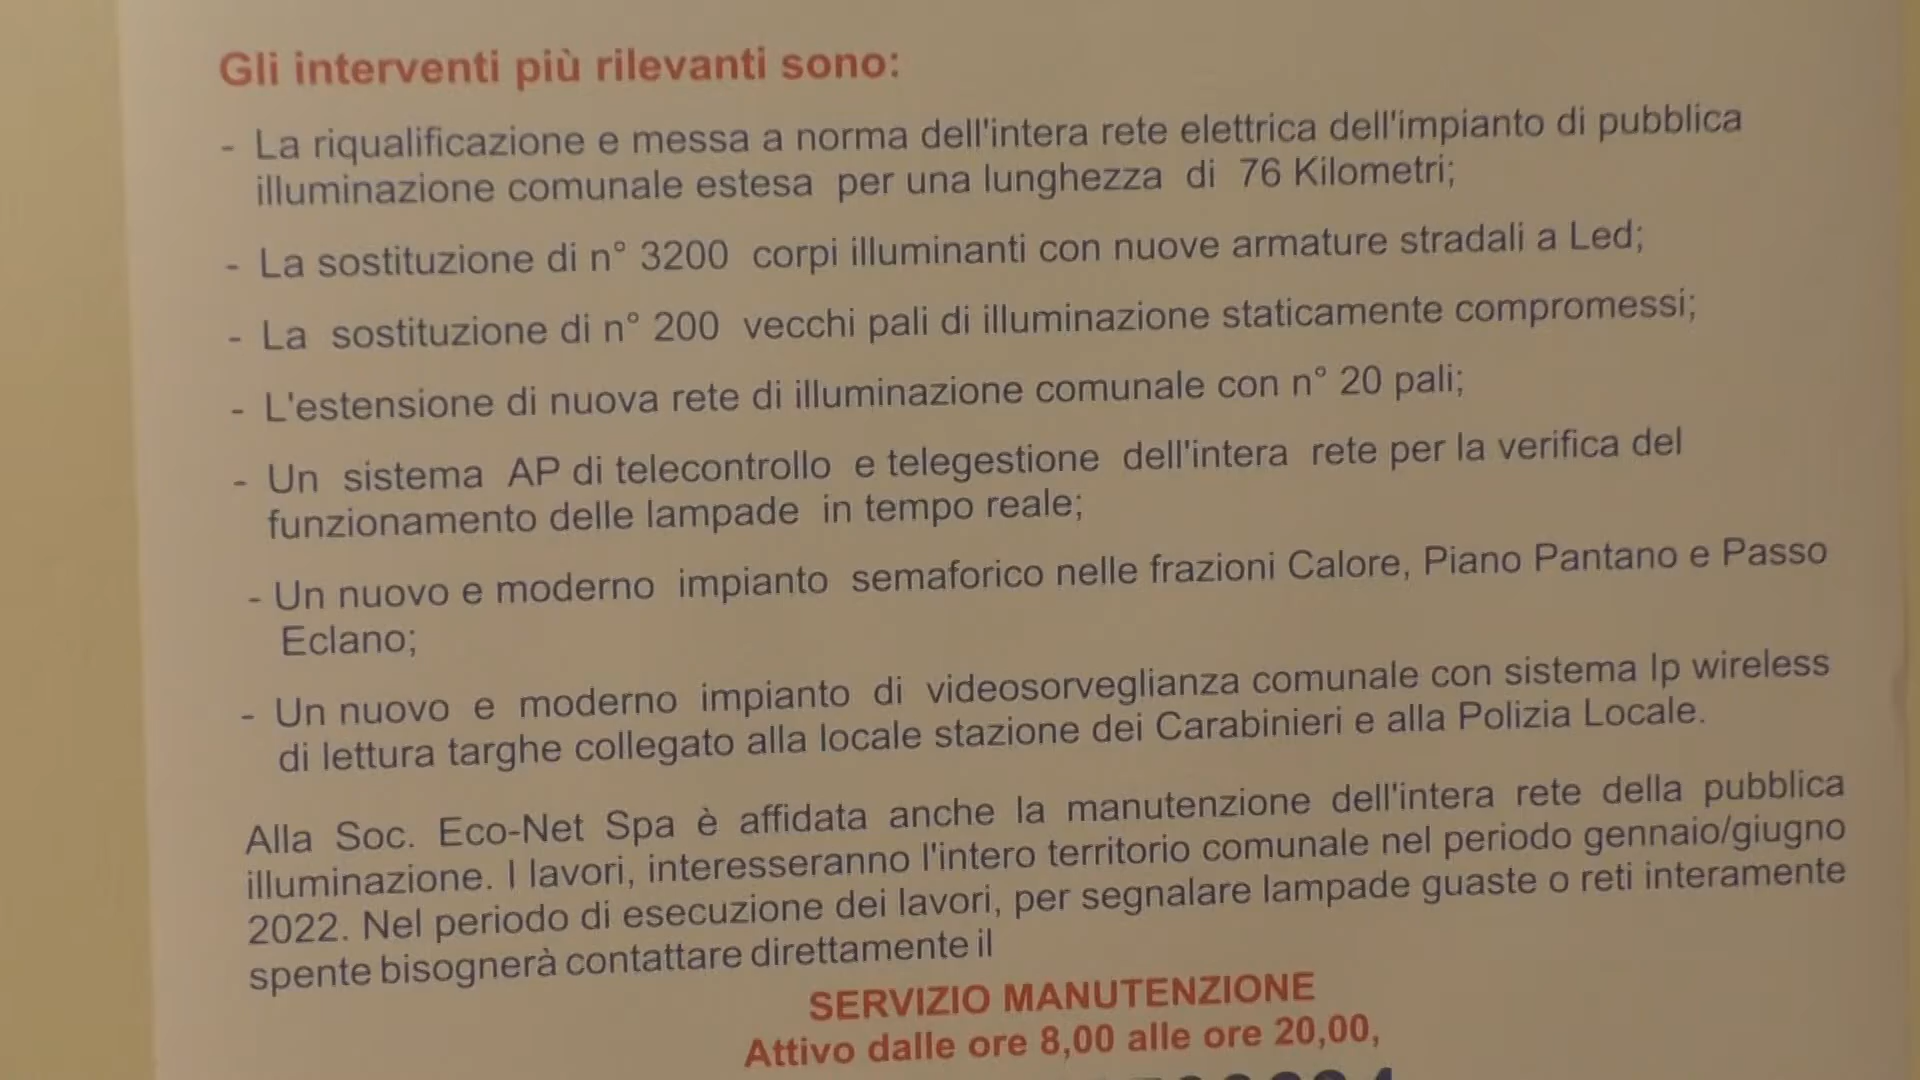 Gli interventi più rilevanti sono:
- La riqualificazione e messa a norma dell'intera rete elettrica dell'impianto di pubblica
illuminazione comunale estesa per una lunghezza di 76 Kilometri;
- La sostituzione di n° 3200 corpi illuminanti con nuove armature stradali a Led;
- La sostituzione di n° 200 vecchi pali di illuminazione staticamente compromessi;
- L'estensione di nuova rete di illuminazione comunale con n° 20 pali;
- Un sistema AP di telecontrollo e telegestione dell'intera rete per la verifica del
funzionamento delle lampade in tempo reale;
- Un nuovo e moderno impianto semaforico nelle frazioni Calore, Piano Pantano e Passo
Eclano;
- Un nuovo e moderno impianto di videosorveglianza comunale con sistema Ip wireless
di lettura targhe collegato alla locale stazione dei Carabinieri e alla Polizia Locale.
Alla Soc. Eco-Net Spa è affidata anche la manutenzione dell'intera rete della pubblica
illuminazione. I lavori, interesseranno l'intero territorio comunale nel periodo gennaio/giugno
2022. Nel periodo di esecuzione dei lavori, per segnalare lampade guaste o reti interamente
spente bisognerà contattare direttamente il
SERVIZIO MANUTENZIONE
Attivo dalle ore 8,00 alle ore 20,00,